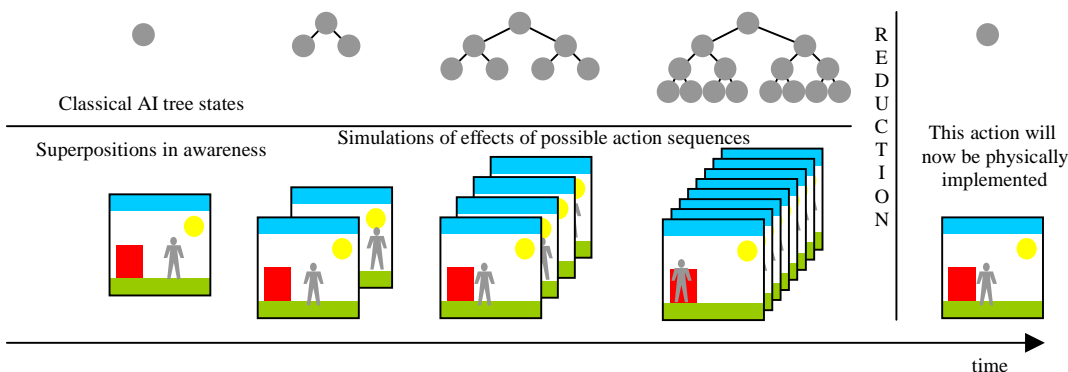 Classical AI tree states
Superpositions in awareness
Simulations of effects of possible action sequences
R
E
D
U
C
T
I
O
N
This action will
now be physically
implemented
time